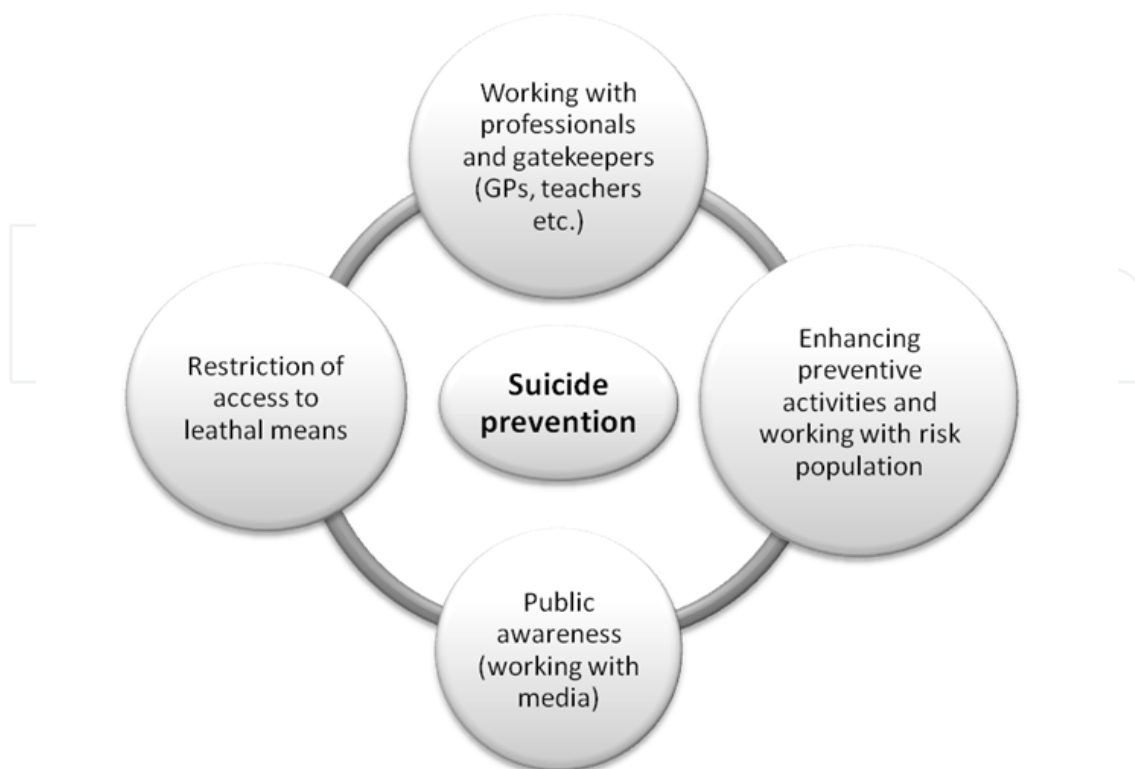 Working with
professionals
and gatekeepers
(GPs, teachers
etc.)
Restriction of
access to
leathal means
Suicide
prevention
Enhancing
preventive
activities and
working with risk
population
Public
awareness
(working with
media)